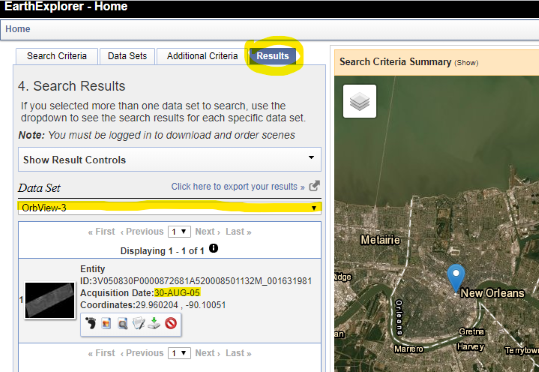 EarthExplorer - Home
Home
Search Criteria
Data Sets
Additional Criteria
Results
4. Search Results
If you selected more than one data set to search, use the
dropdown to see the search results for each specific data set.
Note: You must be logged in to download and order scenes
Show Result Controls
Data Set
Click here to export your results »
OrbView-3
« First ‹ Previous 1 Next › Last »
Displaying 1 - 1 of 1
1
Entity
ID:3V050830P0000872681A520008501132M_001631981
Acquisition Date:30-AUG-05
Coordinates:29.960204 , -90.10051
« First ‹ Previous 1 Next › Last »
Search Criteria Summary (Show)
Metairie
New Orleans
Orleans
Gretna
Marrero
Harvey
Terrytown